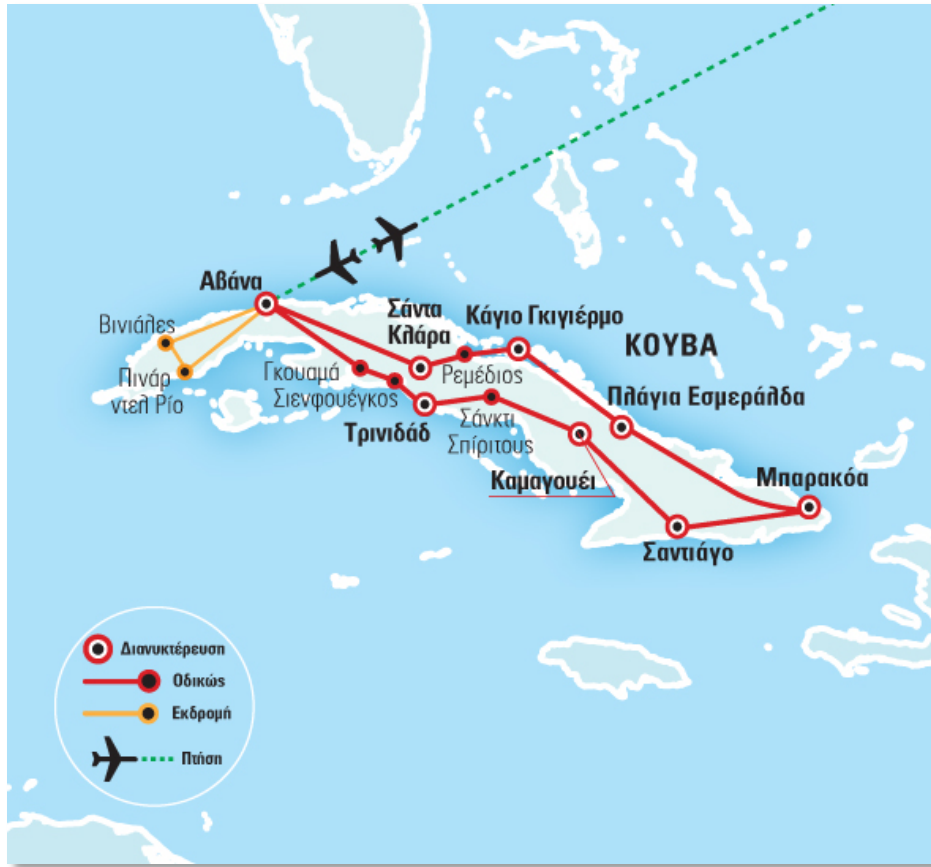 Αβάνα
Βινιάλες
Πινάρ
ντελ Ρίο
Γκουαμά
Σιενφουέγκος
Τρινιδάδ
Σάντα
Κλάρα
Ρεμέδιος
Κάγιο Γκιγιέρμο
ΚΟΥΒΑ
Πλάγια Εσμεράλδα
Σάνκτι
Σπίριτους
Καμαγουέι
Μπαρακόα
Σαντιάγο
Διανυκτέρευση
Οδικώς
Εκδρομή
Πτήση